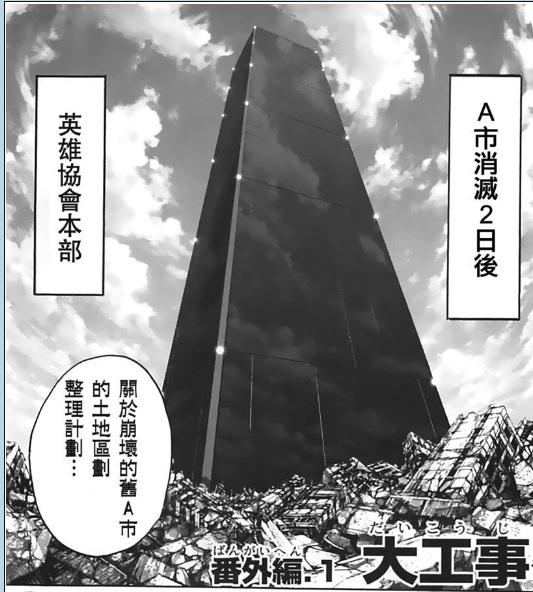 A市消滅2日後
英雄協會本部
關於崩壞的舊A市
的土地區劃
整理計劃…
ばんがいへん
番外編.1
だいこうじ
大工事